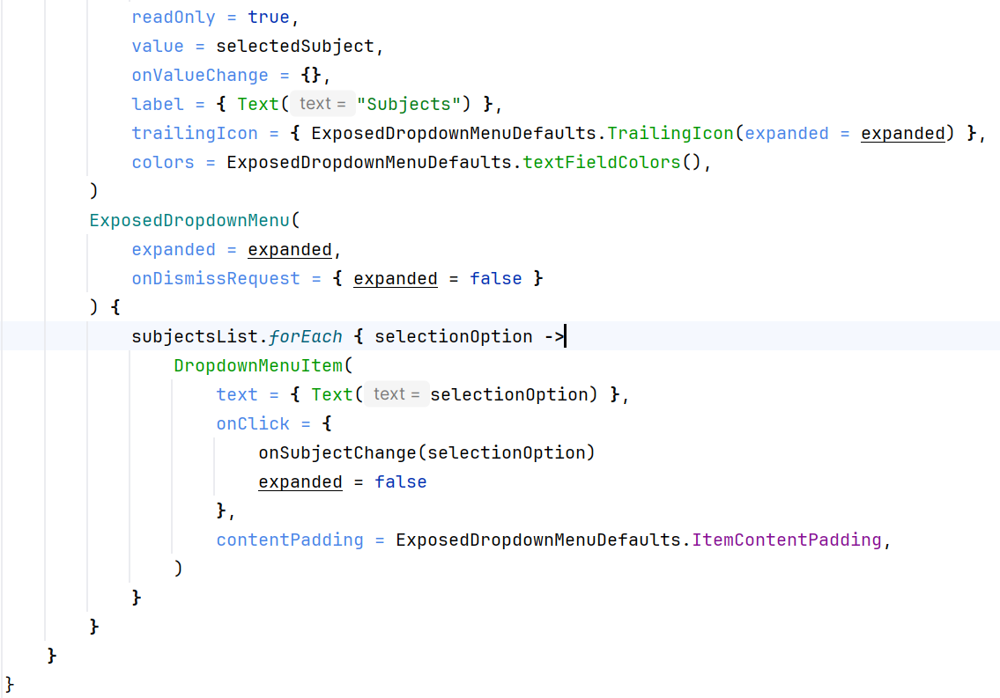 readOnly = true,
value = selectedSubject,
onValueChange = {},
label = { Text( text = "Subjects") },
trailingIcon = { ExposedDropdownMenuDefaults.TrailingIcon(expanded = expanded) },
colors = ExposedDropdownMenuDefaults.textFieldColors(),
)
ExposedDropdownMenu(
expanded = expanded,
onDismissRequest = { expanded = false }
) {
subjectsList.forEach { selectionOption ->
DropdownMenuItem(
text = { Text( text = selectionOption) },
onClick = {
onSubjectChange(selectionOption)
expanded = false
},
contentPadding = ExposedDropdownMenuDefaults.ItemContentPadding,
)
}
}
}
}